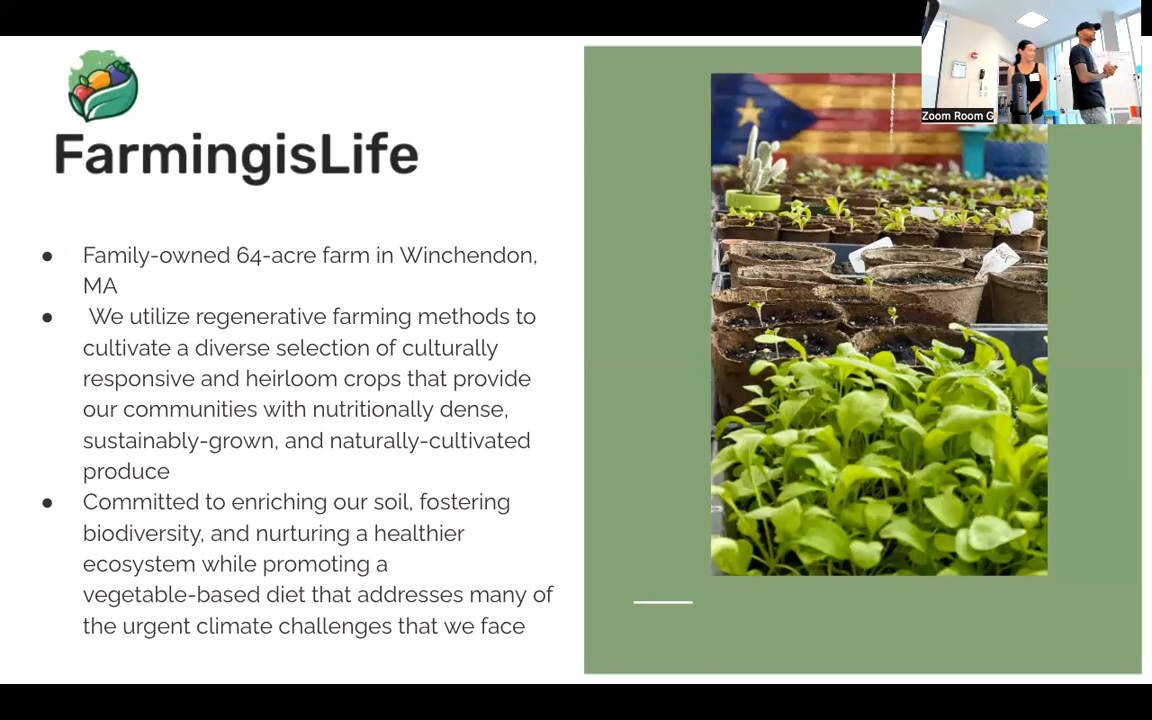 FarmingisLife
● Family-owned 64-acre farm in Winchendon,
MA
● We utilize regenerative farming methods to
cultivate a diverse selection of culturally
responsive and heirloom crops that provide
our communities with nutritionally dense,
sustainably-grown, and naturally-cultivated
produce
● Committed to enriching our soil, fostering
biodiversity, and nurturing a healthier
ecosystem while promoting a
vegetable-based diet that addresses many of
the urgent climate challenges that we face
Zoom Room G